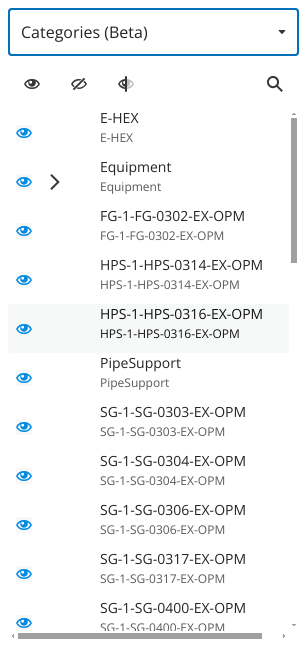 Categories (Beta)
E-HEX
E-HEX
Equipment
Equipment
FG-1-FG-0302-EX-OPM
FG-1-FG-0302-EX-OPM
HPS-1-HPS-0314-EX-OPM
HPS-1-HPS-0314-EX-OPM
HPS-1-HPS-0316-EX-OPM
HPS-1-HPS-0316-EX-OPM
PipeSupport
PipeSupport
SG-1-SG-0303-EX-OPM
SG-1-SG-0303-EX-OPM
SG-1-SG-0304-EX-OPM
SG-1-SG-0304-EX-OPM
SG-1-SG-0306-EX-OPM
SG-1-SG-0306-EX-OPM
SG-1-SG-0317-EX-OPM
SG-1-SG-0317-EX-OPM
SG-1-SG-0400-EX-OPM
SG-1-SG-0400-EX-OPM